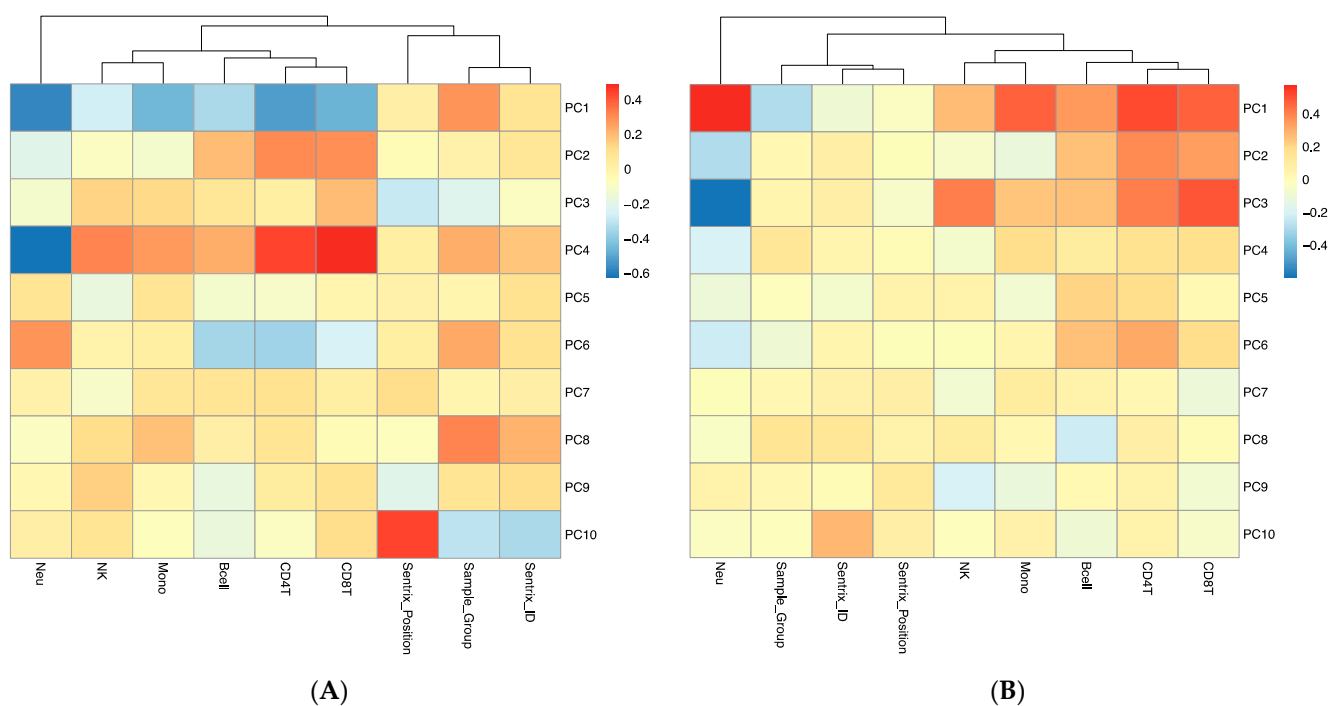 PC1
PC2
PC3
PC4
PC5
PC6
PC7
PC8
PC9
PC10
0.4
0.2
0
−0.2
−0.4
−0.6
Neu
NK
Mono
Bcell
CD4T
CD8T
Sentrix_Position
Sample_Group
Sentrix_ID
(A)
PC1
PC2
PC3
PC4
PC5
PC6
PC7
PC8
PC9
PC10
0.4
0.2
0
−0.2
−0.4
Neu
Sample_Group
Sentrix_ID
Sentrix_Position
NK
Mono
Bcell
CD4T
CD8T
(B)